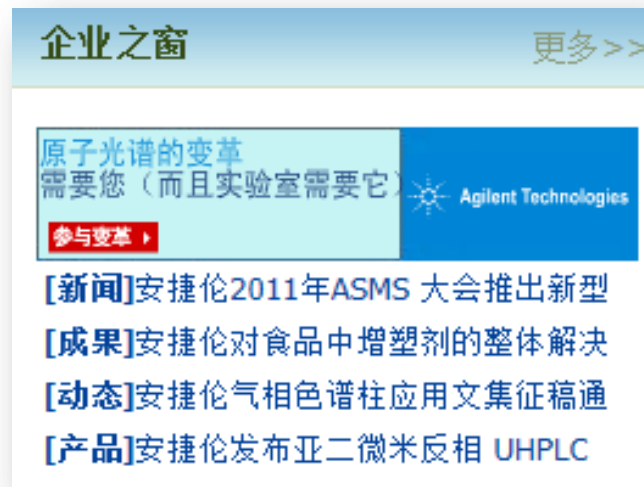 企业之窗
更多>>
原子光谱的变革
需要您（而且实验室需要它）
参与变革
Agilent Technologies
[新闻]安捷伦2011年ASMS 大会推出新型
[成果]安捷伦对食品中增塑剂的整体解决
[动态]安捷伦气相色谱柱应用文集征稿通
[产品]安捷伦发布亚二微米反相 UHPLC